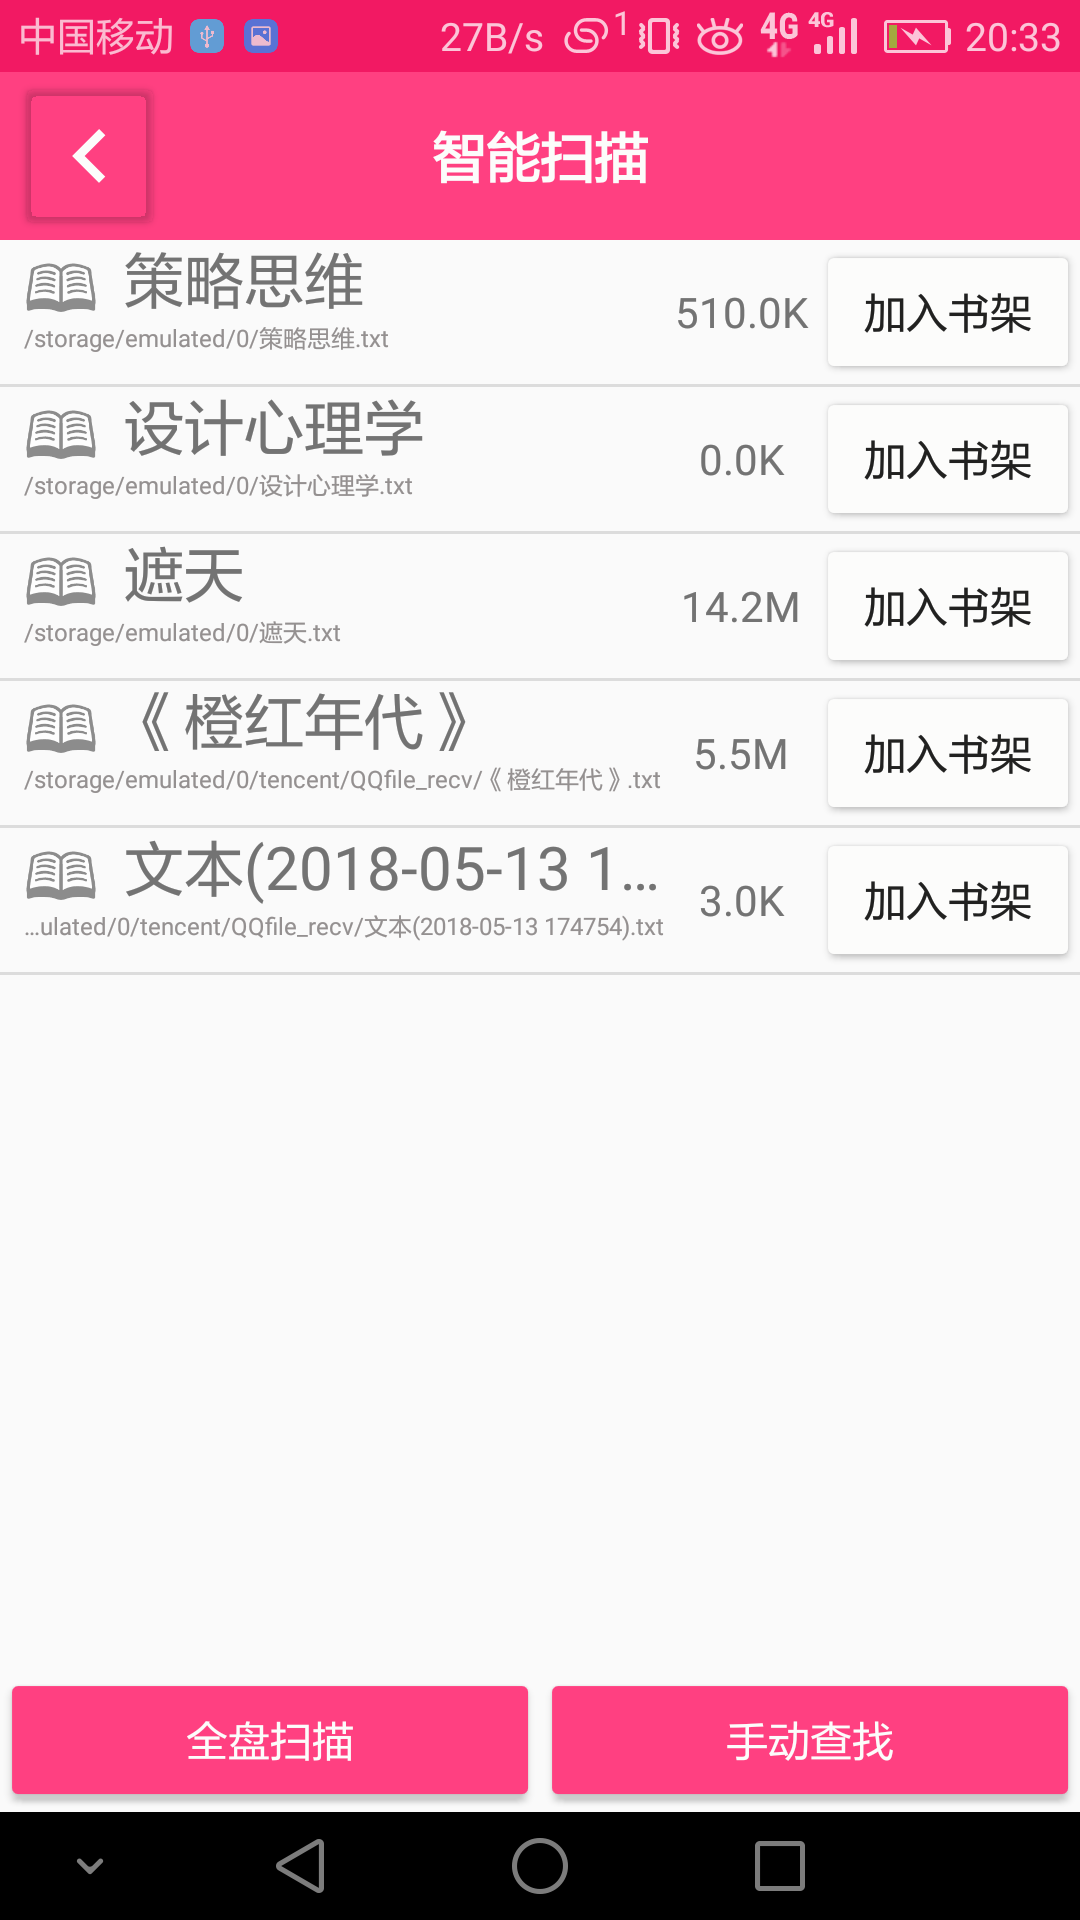 中国移动 27B/s 1 4G 4G 20:33
智能扫描
策略思维
/storage/emulated/0/策略思维.txt
510.0K
加入书架
设计心理学
/storage/emulated/0/设计心理学.txt
0.0K
加入书架
遮天
/storage/emulated/0/遮天.txt
14.2M
加入书架
《橙红年代》
/storage/emulated/0/tencent/QQfile_recv/《橙红年代》.txt
5.5M
加入书架
文本(2018-05-13 1...
...ulated/0/tencent/QQfile_recv/文本(2018-05-13 174754).txt
3.0K
加入书架
全盘扫描
手动查找